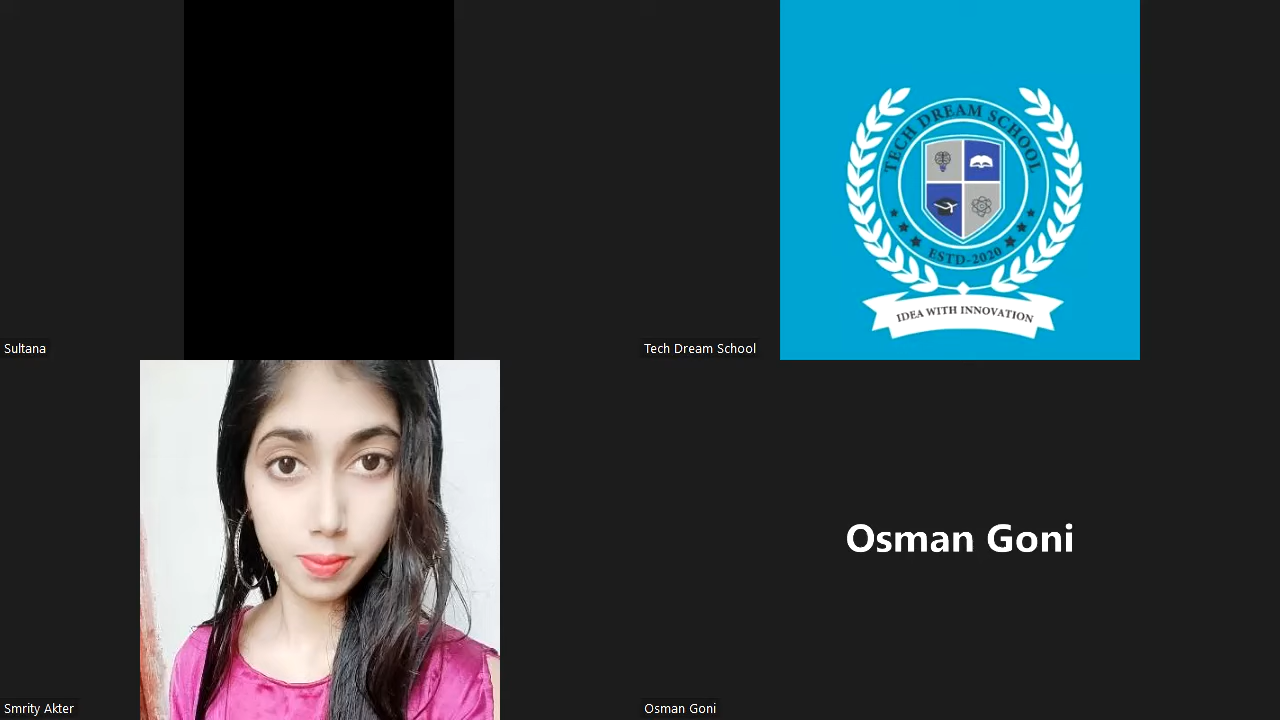 TECH DREAM SCHOOL
ESTD-2020
IDEA WITH INNOVATION
Sultana
Tech Dream School
Osman Goni
Smrity Akter
Osman Goni